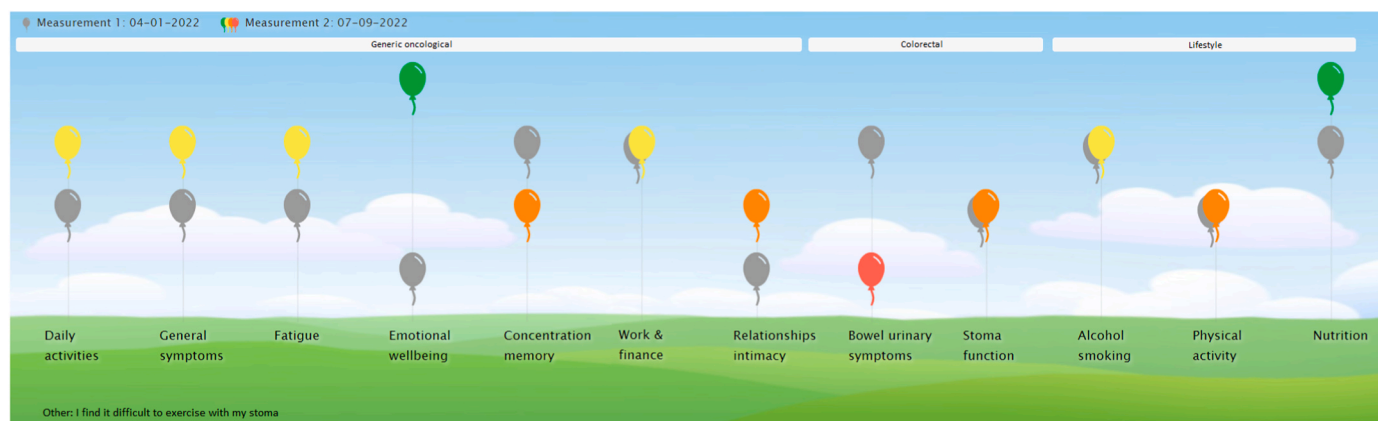 Measurement 1: 04-01-2022 Measurement 2: 07-09-2022
Generic oncological Colorectal Lifestyle
Daily General Fatigue Emotional Concentration Work & Relationships Bowel urinary Stoma Alcohol Physical Nutrition
activities symptoms wellbeing memory finance intimacy symptoms function smoking activity
Other: I find it difficult to exercise with my stoma